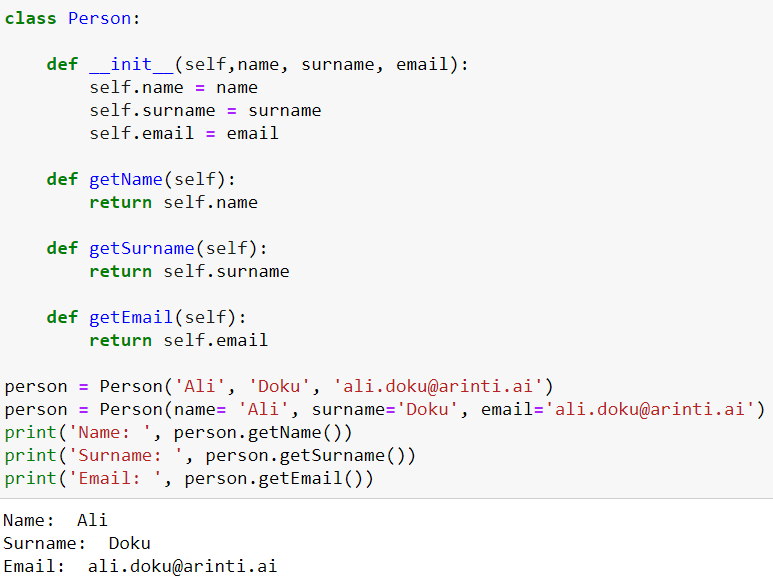 class Person:
    def __init__(self,name, surname, email):
        self.name = name
        self.surname = surname
        self.email = email
    def getName(self):
        return self.name
    def getSurname(self):
        return self.surname
    def getEmail(self):
        return self.email
person = Person('Ali', 'Doku', 'ali.doku@arinti.ai')
person = Person(name= 'Ali', surname='Doku', email='ali.doku@arinti.ai')
print('Name: ', person.getName())
print('Surname: ', person.getSurname())
print('Email: ', person.getEmail())
Name:  Ali
Surname:  Doku
Email:  ali.doku@arinti.ai